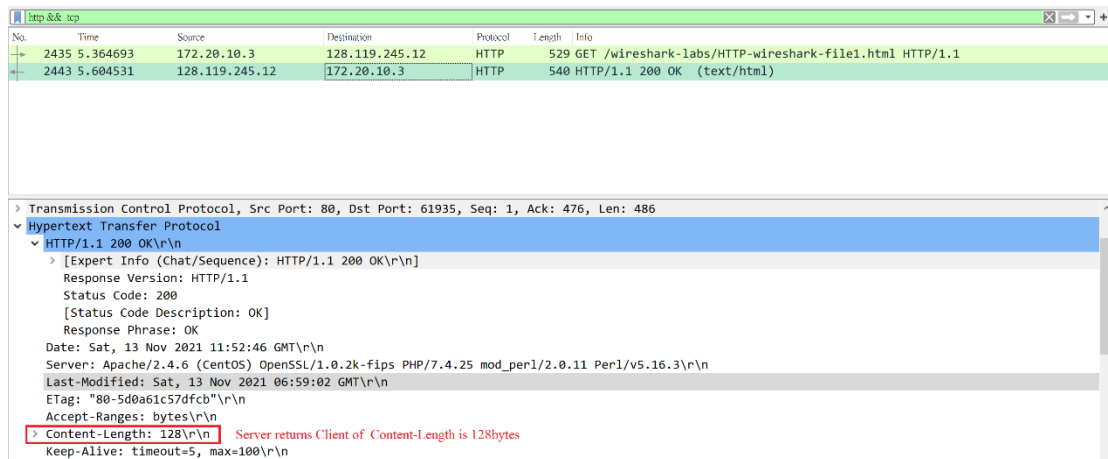 http && tcp
No. Time Source Destination Protocol Length Info
2435 5.364693 172.20.10.3 128.119.245.12 HTTP 529 GET /wireshark-labs/HTTP-wireshark-file1.html HTTP/1.1
2443 5.604531 128.119.245.12 172.20.10.3 HTTP 540 HTTP/1.1 200 OK (text/html)
Transmission Control Protocol, Src Port: 80, Dst Port: 61935, Seq: 1, Ack: 476, Len: 486
Hypertext Transfer Protocol
HTTP/1.1 200 OK\r\n
[Expert Info (Chat/Sequence): HTTP/1.1 200 OK\r\n]
Response Version: HTTP/1.1
Status Code: 200
[Status Code Description: OK]
Response Phrase: OK
Date: Sat, 13 Nov 2021 11:52:46 GMT\r\n
Server: Apache/2.4.6 (CentOS) OpenSSL/1.0.2k-fips PHP/7.4.25 mod_perl/2.0.11 Perl/v5.16.3\r\n
Last-Modified: Sat, 13 Nov 2021 06:59:02 GMT\r\n
ETag: "80-5d0a61c57dfcb"\r\n
Accept-Ranges: bytes\r\n
Content-Length: 128\r\n Server returns Client of Content-Length is 128bytes
Keep-Alive: timeout=5, max=100\r\n